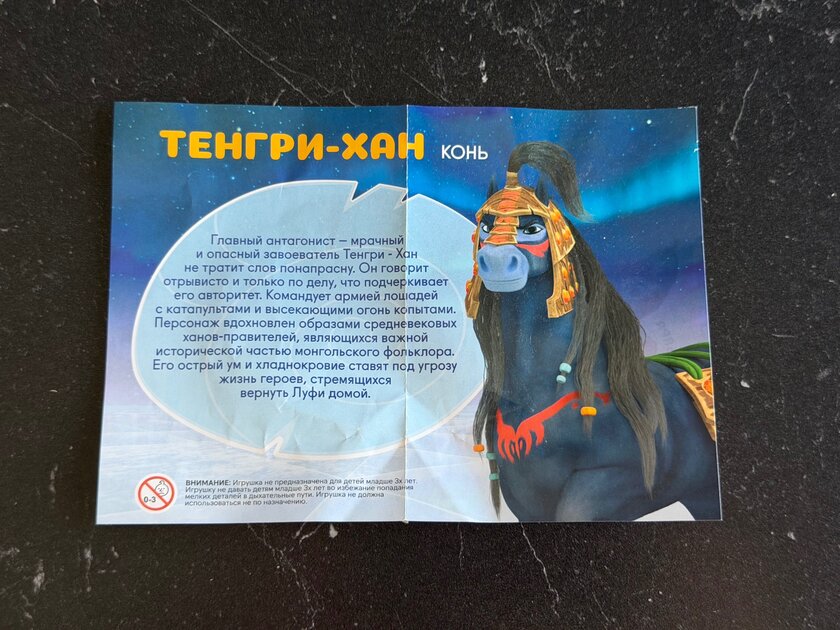 ТЕНГРИ-ХАН КОНЬ
Главный антагонист – мрачный
и опасный завоеватель Тенгри - Хан
не тратит слов понапрасну. Он говорит
отрывисто и только по делу, что подчеркивает
его авторитет. Командует армией лошадей
с катапультами и высекающими огонь копытами.
Персонаж вдохновлен образами средневековых
ханов-правителей, являющихся важной
исторической частью монгольского фольклора.
Его острый ум и хладнокровие ставят под угрозу
жизнь героев, стремящихся
вернуть Луфи домой.
0-3
ВНИМАНИЕ: Игрушка не предназначена для детей младше 3х лет.
Игрушку не давать детям младше 3х лет во избежание попадания
мелких деталей в дыхательные пути. Игрушка не должна
использоваться не по назначению.